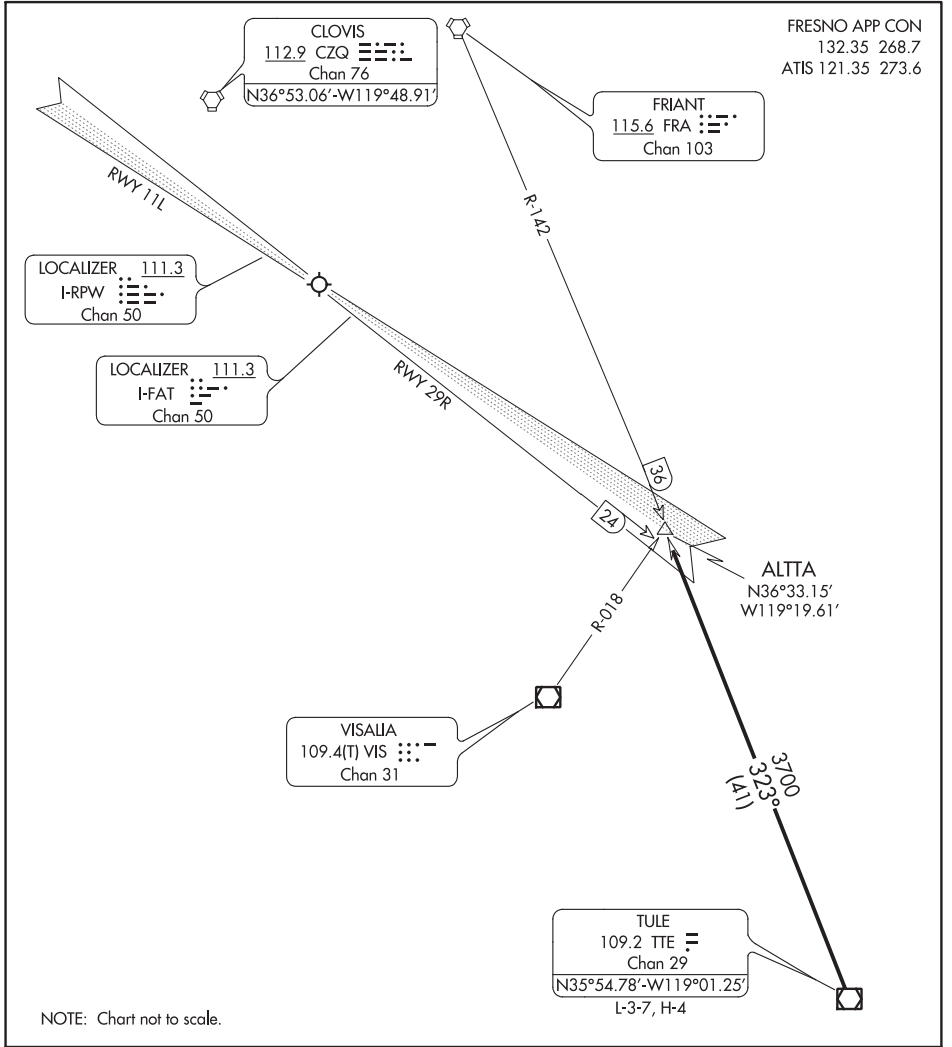 FRESNO APP CON
132.35 268.7
ATIS 121.35 273.6
CLOVIS
112.9 CZQ
Chan 76
N36°53.06'-W119°48.91'
FRIANT
115.6 FRA
Chan 103
RWY 11L
R-142
LOCALIZER 111.3
I-RPW
Chan 50
LOCALIZER 111.3
I-FAT
Chan 50
RWY 29R
36
24
ALTTA
N36°33.15'
W119°19.61'
R-018
VISALIA
109.4(T) VIS
Chan 31
3700
323°
(41)
TULE
109.2 TTE
Chan 29
N35°54.78'-W119°01.25'
L-3-7, H-4
NOTE: Chart not to scale.